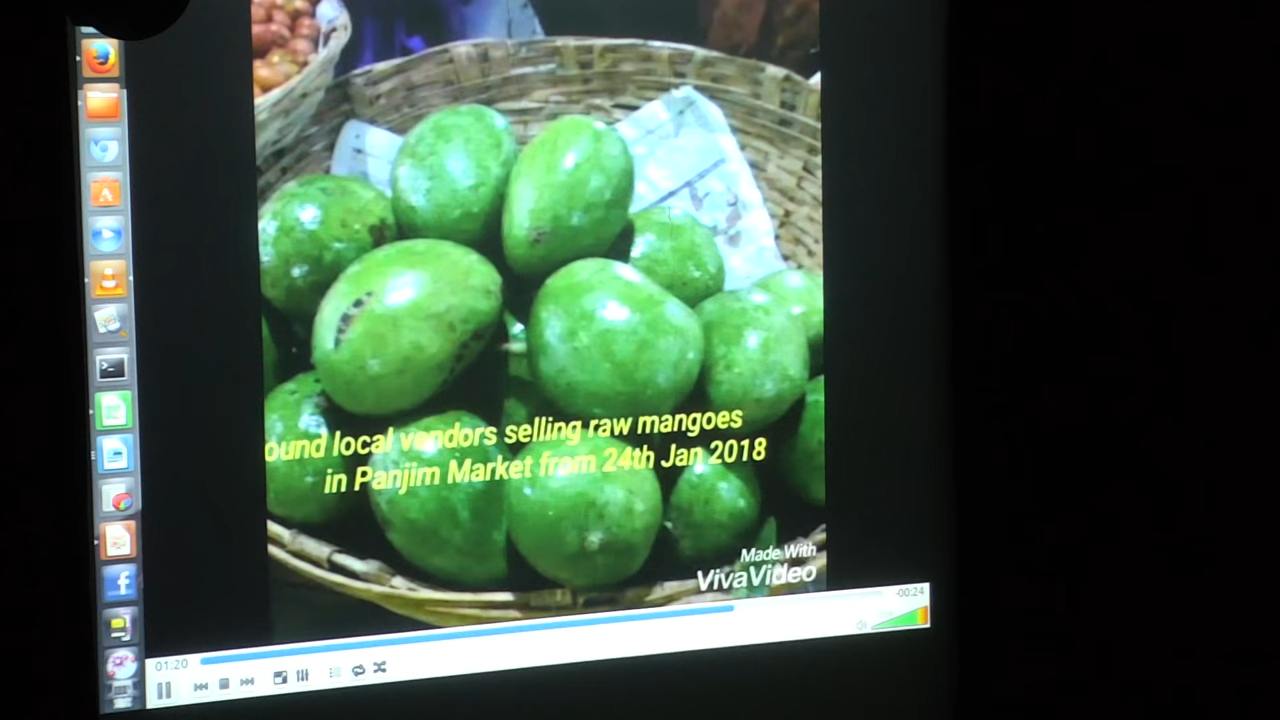 ound local vendors selling raw mangoes
in Panjim Market from 24th Jan 2018
Made With
VivaVideo
-00:24
01:20